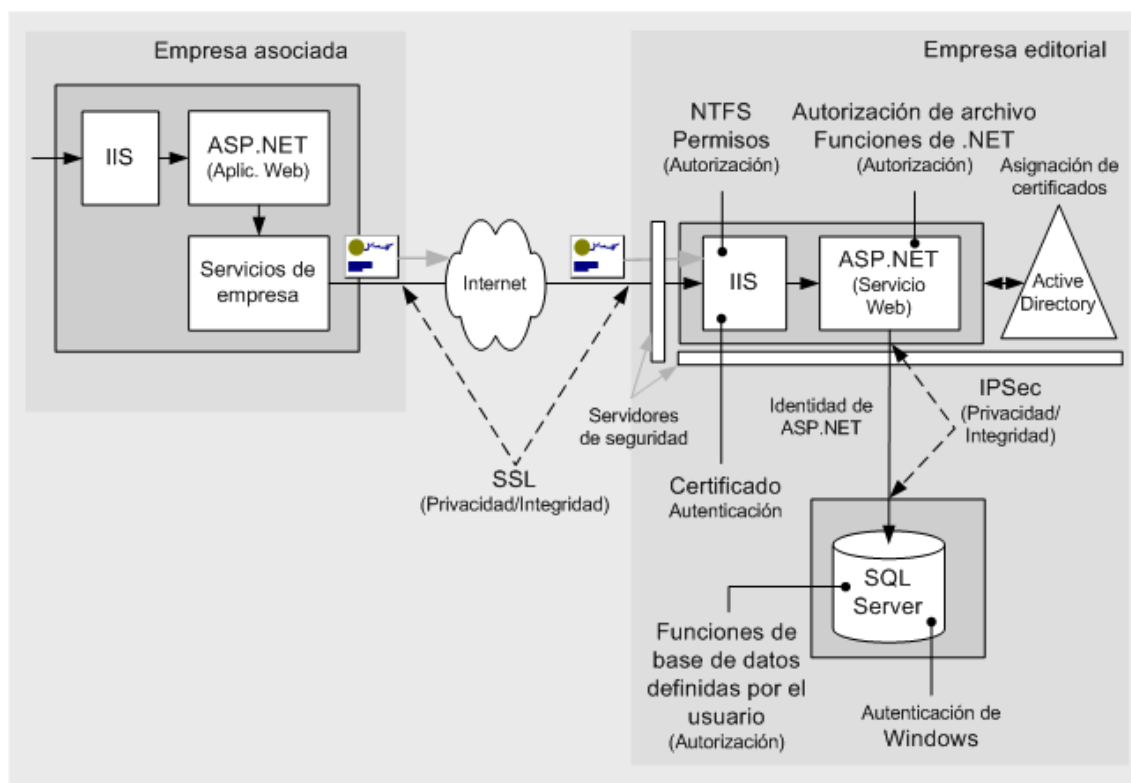 Empresa asociada
IIS
ASP.NET
(Aplic. Web)
Servicios de
empresa
Internet
SSL
(Privacidad/Integridad)
Empresa editorial
NTFS
Permisos
(Autorización)
Autorización de archivo
Funciones de .NET
(Autorización)
Asignación de
certificados
IIS
ASP.NET
(Servicio
Web)
Active
Directory
Servidores
de seguridad
Identidad de
ASP.NET
IPSec
(Privacidad/
Integridad)
Certificado
Autenticación
SQL
Server
Funciones de
base de datos
definidas por el
usuario
(Autorización)
Autenticación de
Windows